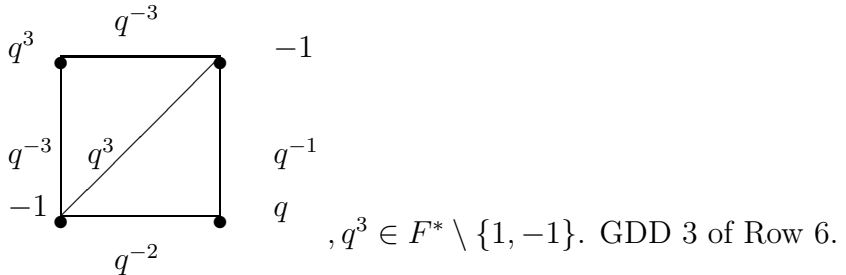 q^{-3}
q^3 -1
q^{-3} q^3 q^{-1}
-1 q
, q^3 ∈ F^* \ {1, -1}. GDD 3 of Row 6.
q^{-2}